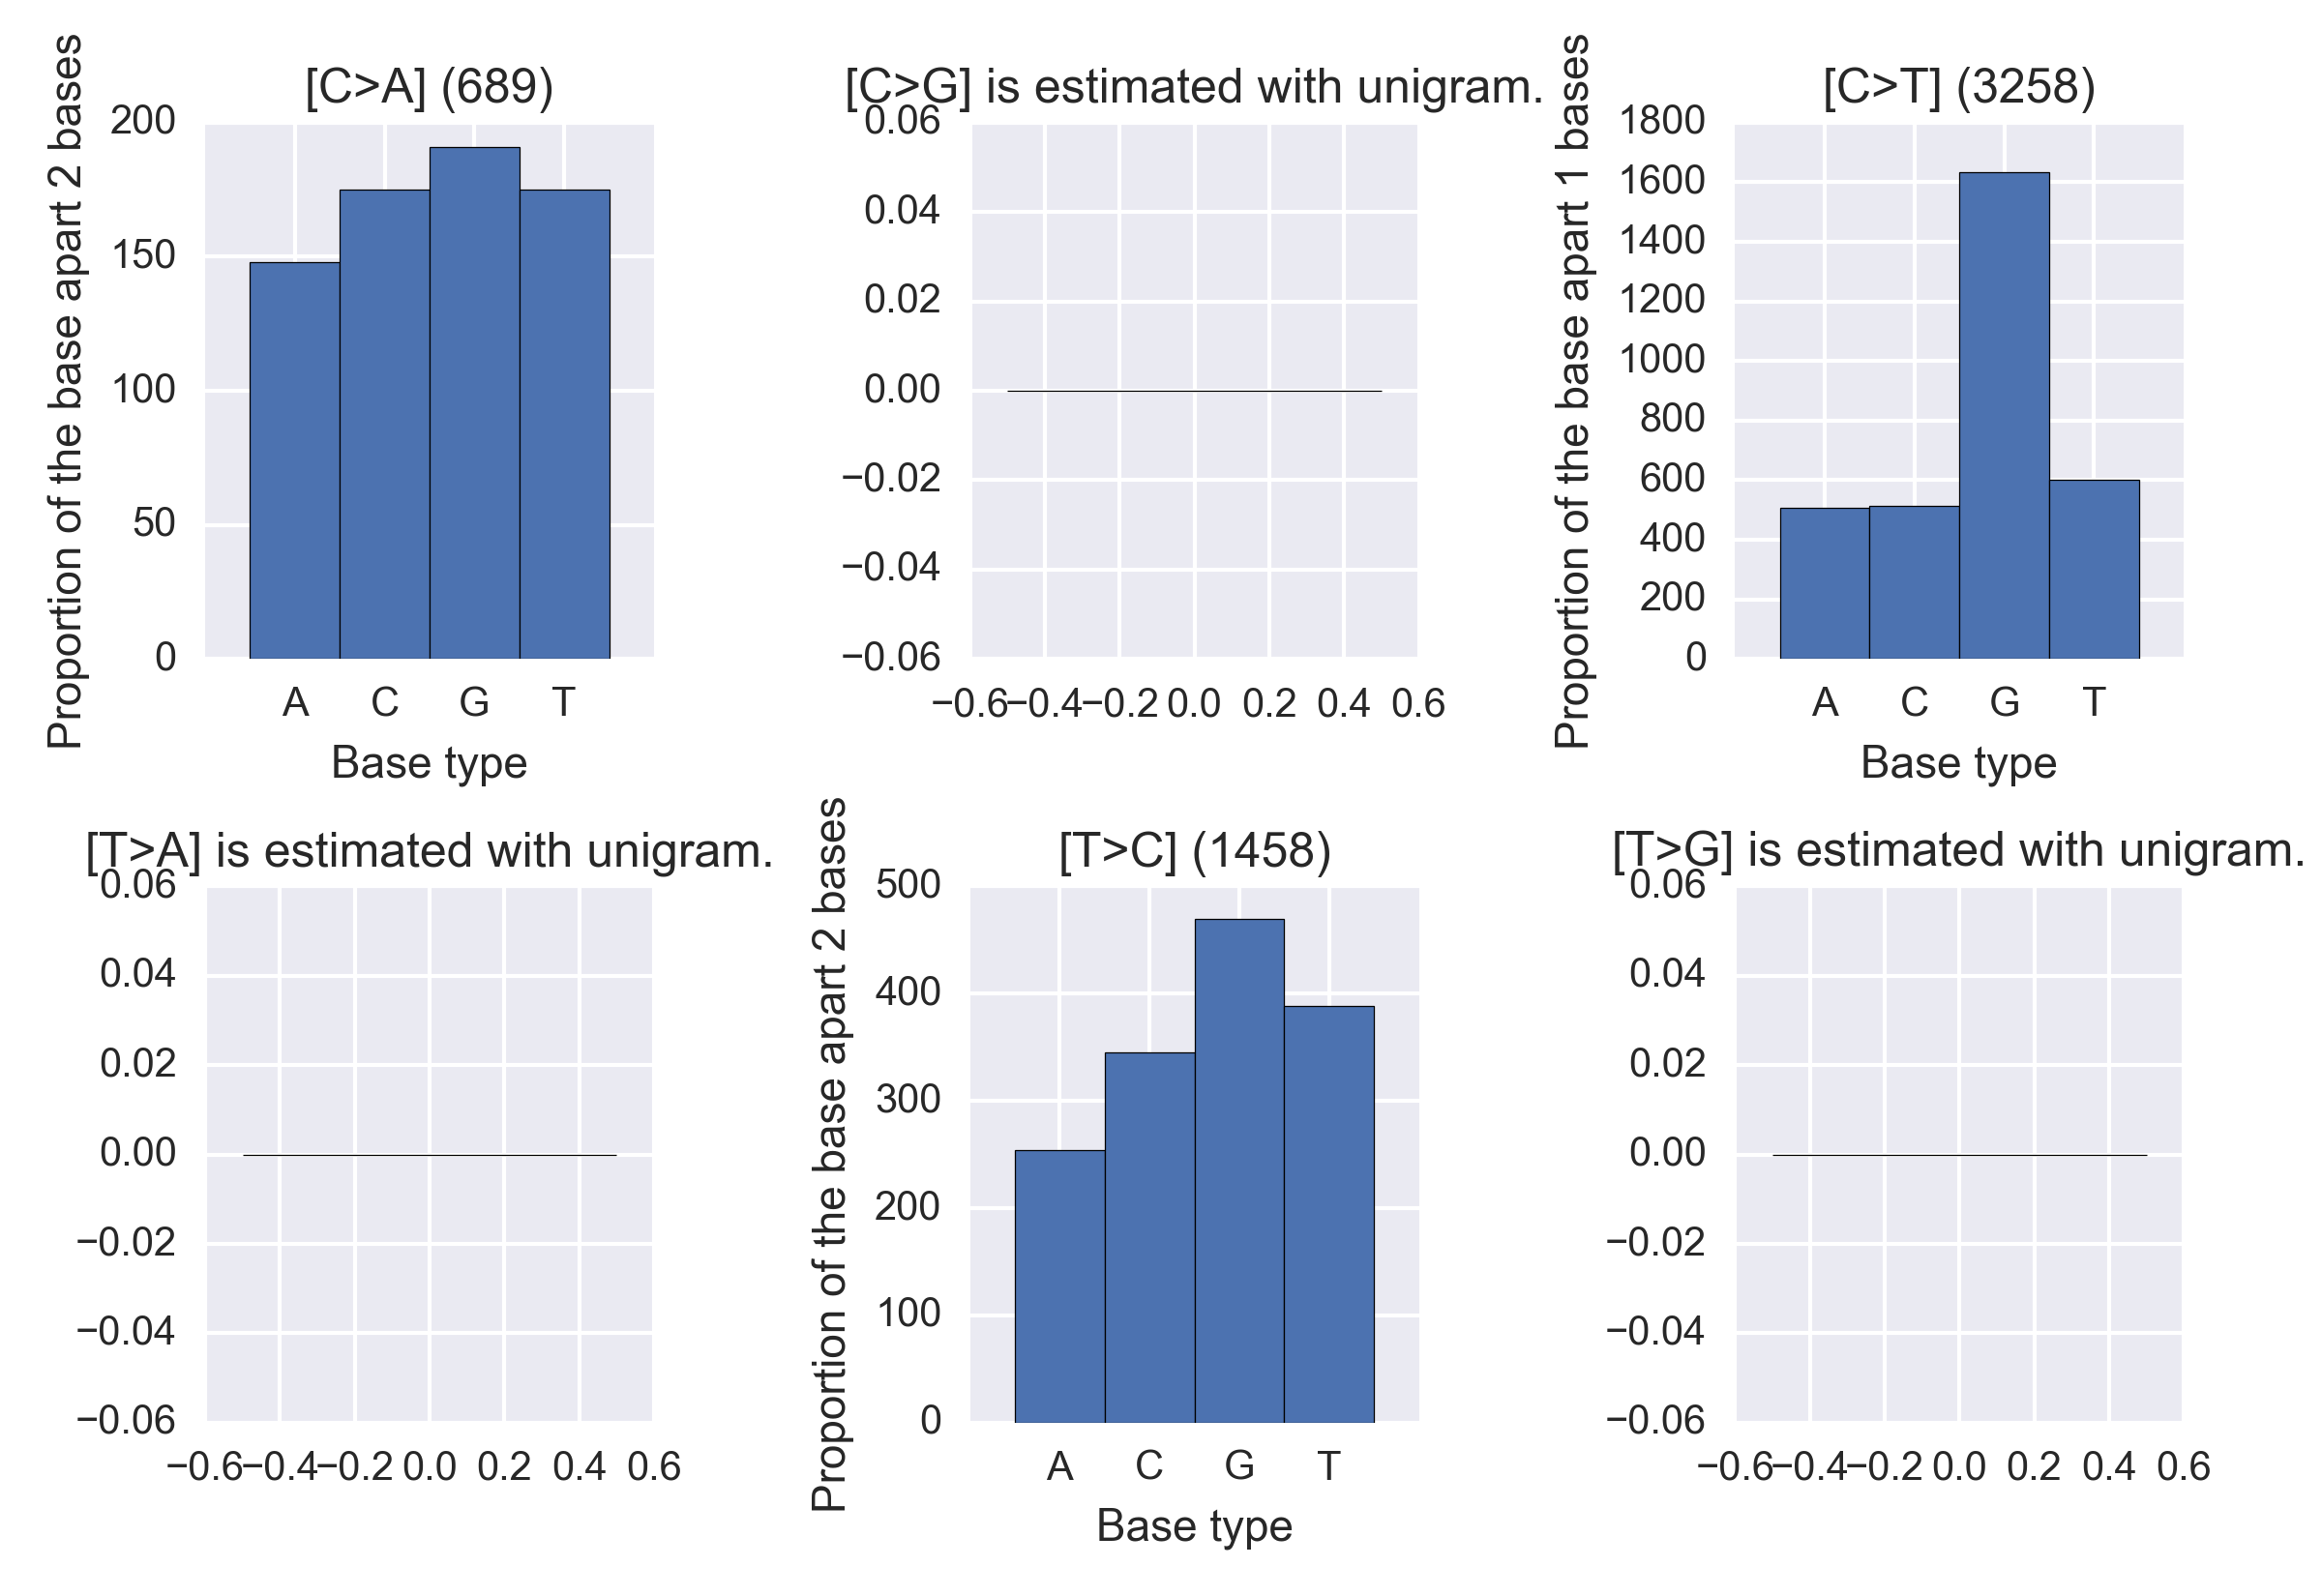 [C>A] (689)
Proportion of the base apart 2 bases
200
150
100
50
0
A C G T
Base type
[C>G] is estimated with unigram.
0.06
0.04
0.02
0.00
−0.02
−0.04
−0.06
−0.6 −0.4 −0.2 0.0 0.2 0.4 0.6
[C>T] (3258)
Proportion of the base apart 1 bases
1800
1600
1400
1200
1000
800
600
400
200
0
A C G T
Base type
[T>A] is estimated with unigram.
0.06
0.04
0.02
0.00
−0.02
−0.04
−0.06
−0.6 −0.4 −0.2 0.0 0.2 0.4 0.6
[T>C] (1458)
Proportion of the base apart 2 bases
500
400
300
200
100
0
A C G T
Base type
[T>G] is estimated with unigram.
0.06
0.04
0.02
0.00
−0.02
−0.04
−0.06
−0.6 −0.4 −0.2 0.0 0.2 0.4 0.6